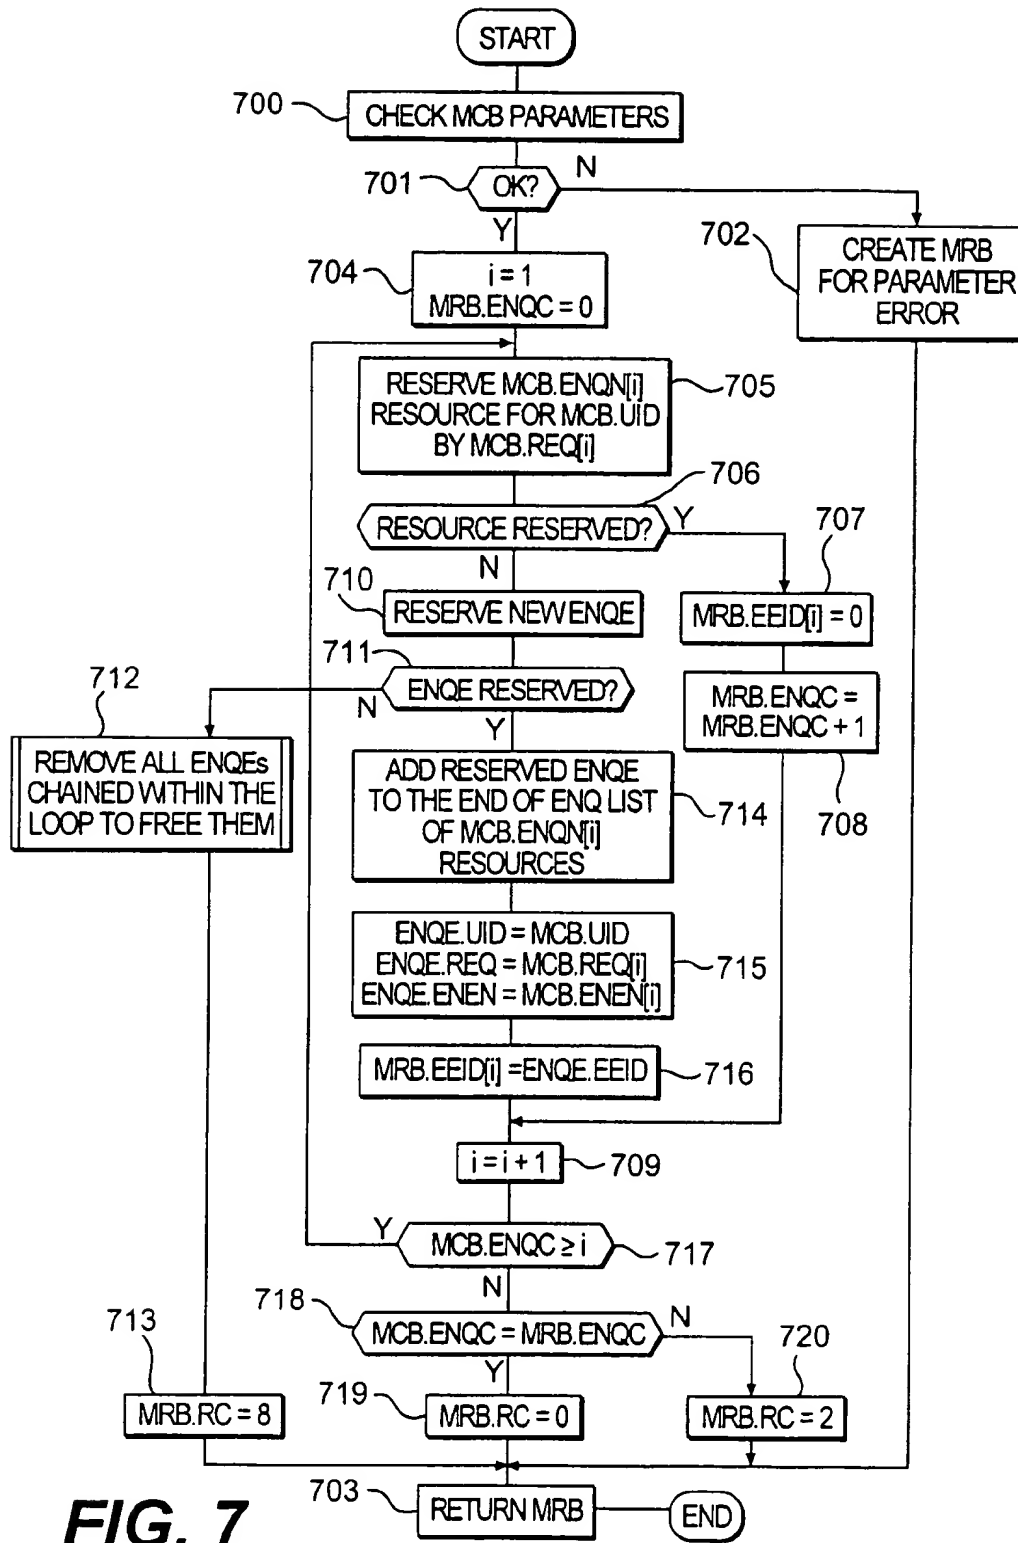 START
700
CHECK MCB PARAMETERS
701
OK?
N
Y
702
CREATE MRB
FOR PARAMETER
ERROR
704
i = 1
MRB.ENQC = 0
RESERVE MCB.ENQN[i]
RESOURCE FOR MCB.UID
BY MCB.REQ[i]
705
706
RESOURCE RESERVED?
Y
N
707
MRB.EEID[i] = 0
710
RESERVE NEW ENQE
711
ENQE RESERVED?
N
Y
MRB.ENQC =
MRB.ENQC + 1
708
712
REMOVE ALL ENQEs
CHAINED WITHIN THE
LOOP TO FREE THEM
ADD RESERVED ENQE
TO THE END OF ENQ LIST
OF MCB.ENQN[i]
RESOURCES
714
ENQE.UID = MCB.UID
ENQE.REQ = MCB.REQ[i]
ENQE.ENEN = MCB.ENEN[i]
715
MRB.EEID[i] =ENQE.EEID
716
i = i + 1
709
Y
MCB.ENQC ≥ i
717
N
718
MCB.ENQC = MRB.ENQC
N
Y
713
MRB.RC = 8
719
MRB.RC = 0
720
MRB.RC = 2
703
RETURN MRB
END
FIG. 7